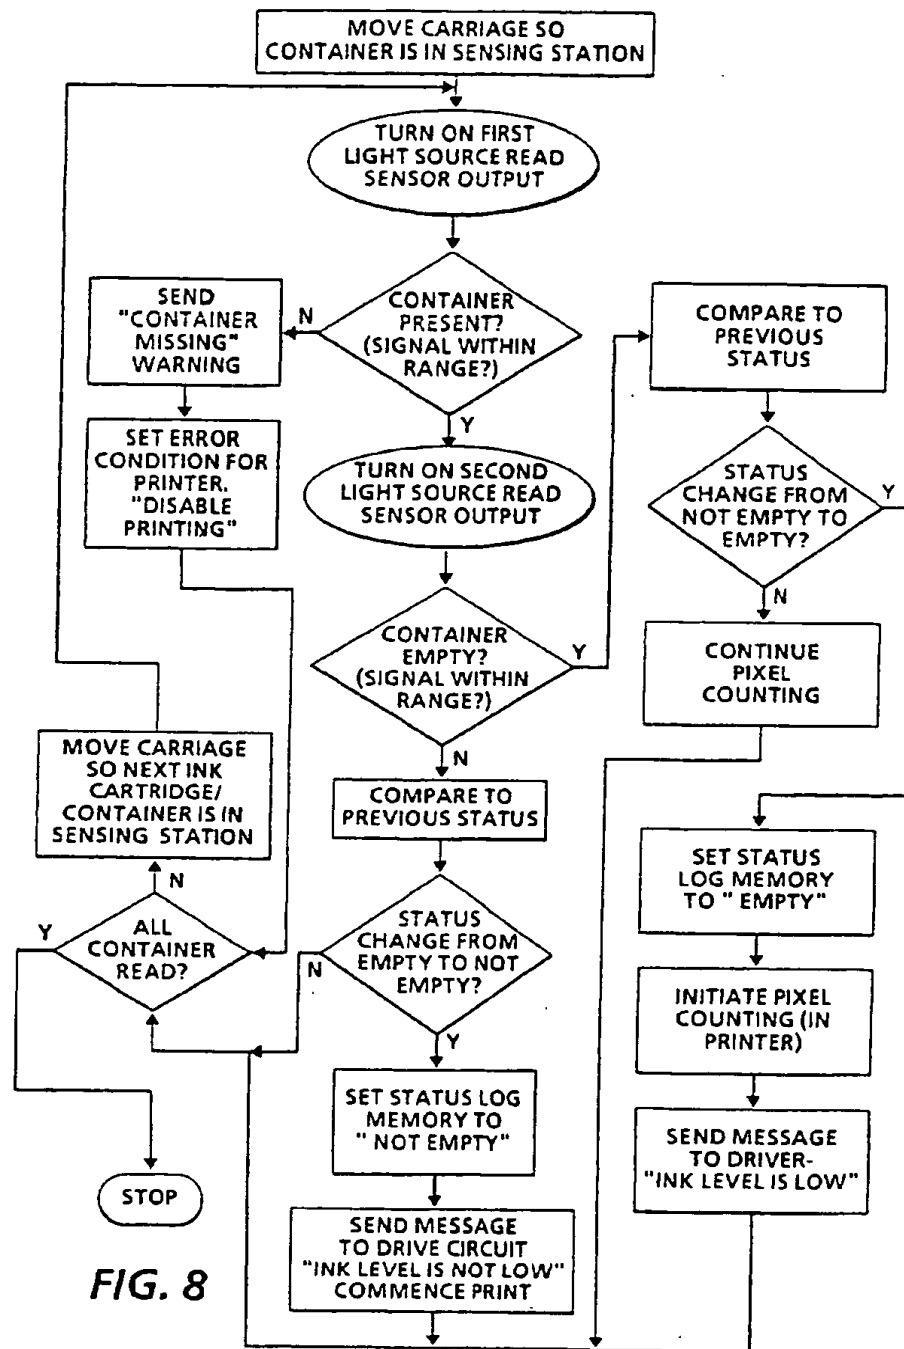 MOVE CARRIAGE SO
CONTAINER IS IN SENSING STATION
TURN ON FIRST
LIGHT SOURCE READ
SENSOR OUTPUT
CONTAINER
PRESENT?
(SIGNAL WITHIN
RANGE?)
N
Y
SEND
"CONTAINER
MISSING"
WARNING
SET ERROR
CONDITION FOR
PRINTER.
"DISABLE
PRINTING"
TURN ON SECOND
LIGHT SOURCE READ
SENSOR OUTPUT
CONTAINER
EMPTY?
(SIGNAL WITHIN
RANGE?)
Y
N
COMPARE TO
PREVIOUS
STATUS
STATUS
CHANGE FROM
NOT EMPTY TO
EMPTY?
Y
N
CONTINUE
PIXEL
COUNTING
MOVE CARRIAGE
SO NEXT INK
CARTRIDGE/
CONTAINER IS IN
SENSING STATION
N
Y
ALL
CONTAINER
READ?
COMPARE TO
PREVIOUS STATUS
STATUS
CHANGE FROM
EMPTY TO NOT
EMPTY?
N
Y
SET STATUS
LOG MEMORY
TO " EMPTY"
INITIATE PIXEL
COUNTING (IN
PRINTER)
SEND MESSAGE
TO DRIVER-
"INK LEVEL IS LOW"
SET STATUS LOG
MEMORY TO
" NOT EMPTY"
SEND MESSAGE
TO DRIVE CIRCUIT
"INK LEVEL IS NOT LOW"
COMMENCE PRINT
STOP
FIG. 8